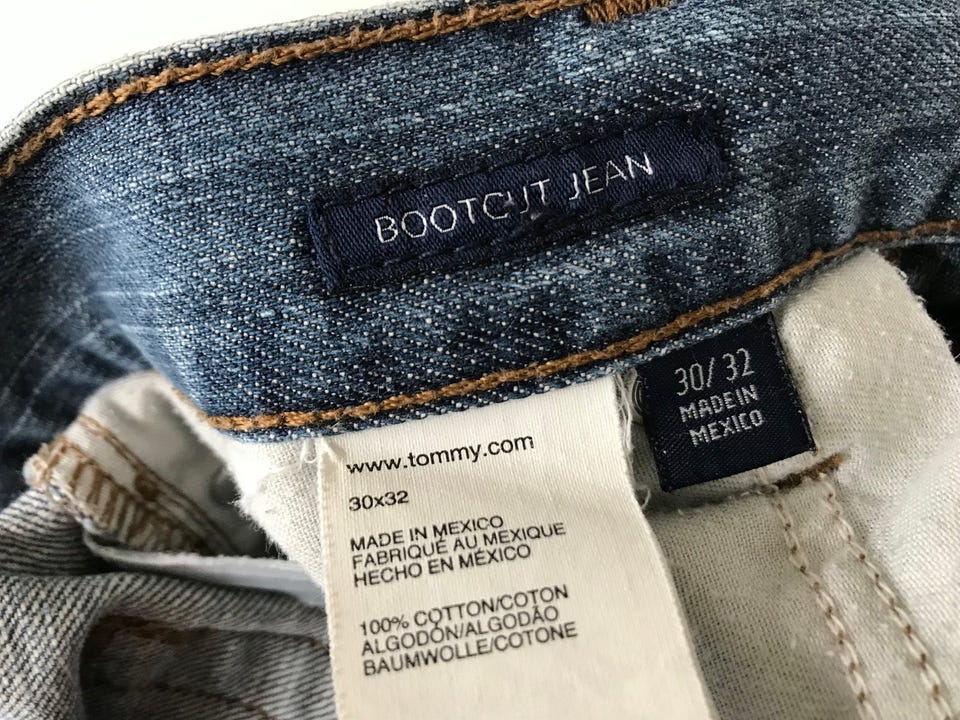 BOOTCUT JEAN
30/32
MADE IN
MEXICO
www.tommy.com
30x32
MADE IN MEXICO
FABRIQUÉ AU MEXIQUE
HECHO EN MÉXICO
100% COTTON/COTON
ALGODÓN/ALGODÃO
BAUMWOLLE/COTONE